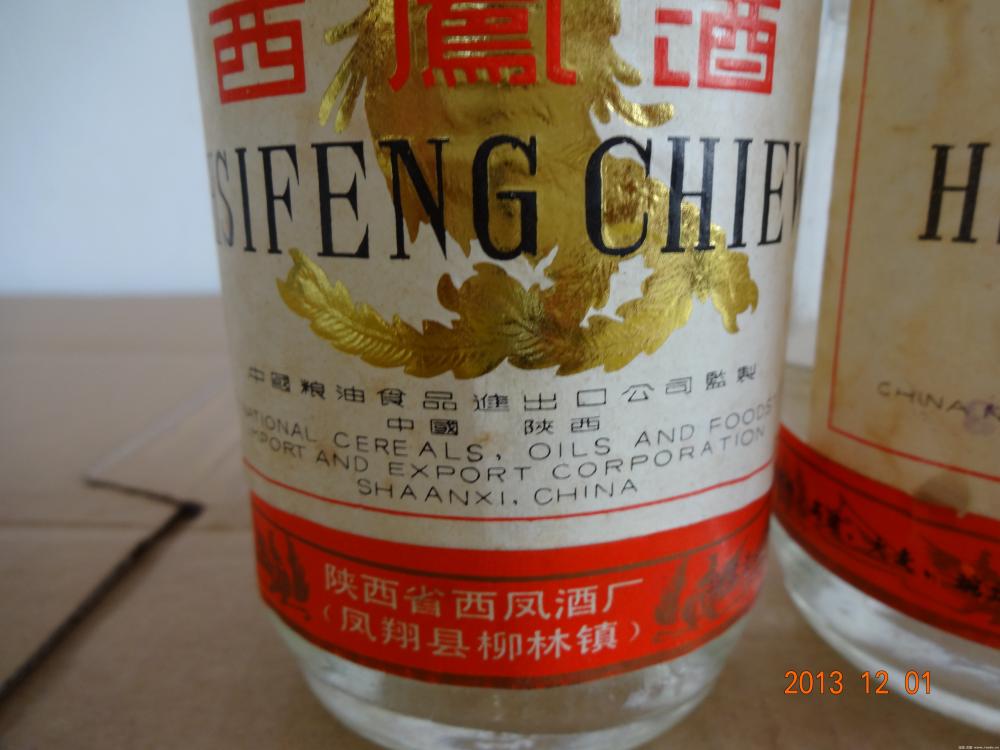 西鳳酒
HSIFENG CHIEW
中國粮油食品進出口公司監製
中國 陝西
NATIONAL CEREALS, OILS AND FOODS
IMPORT AND EXPORT CORPORATION
SHAANXI, CHINA
陕西省西凤酒厂
(凤翔县柳林镇)
H
CHINA
2013 12 01